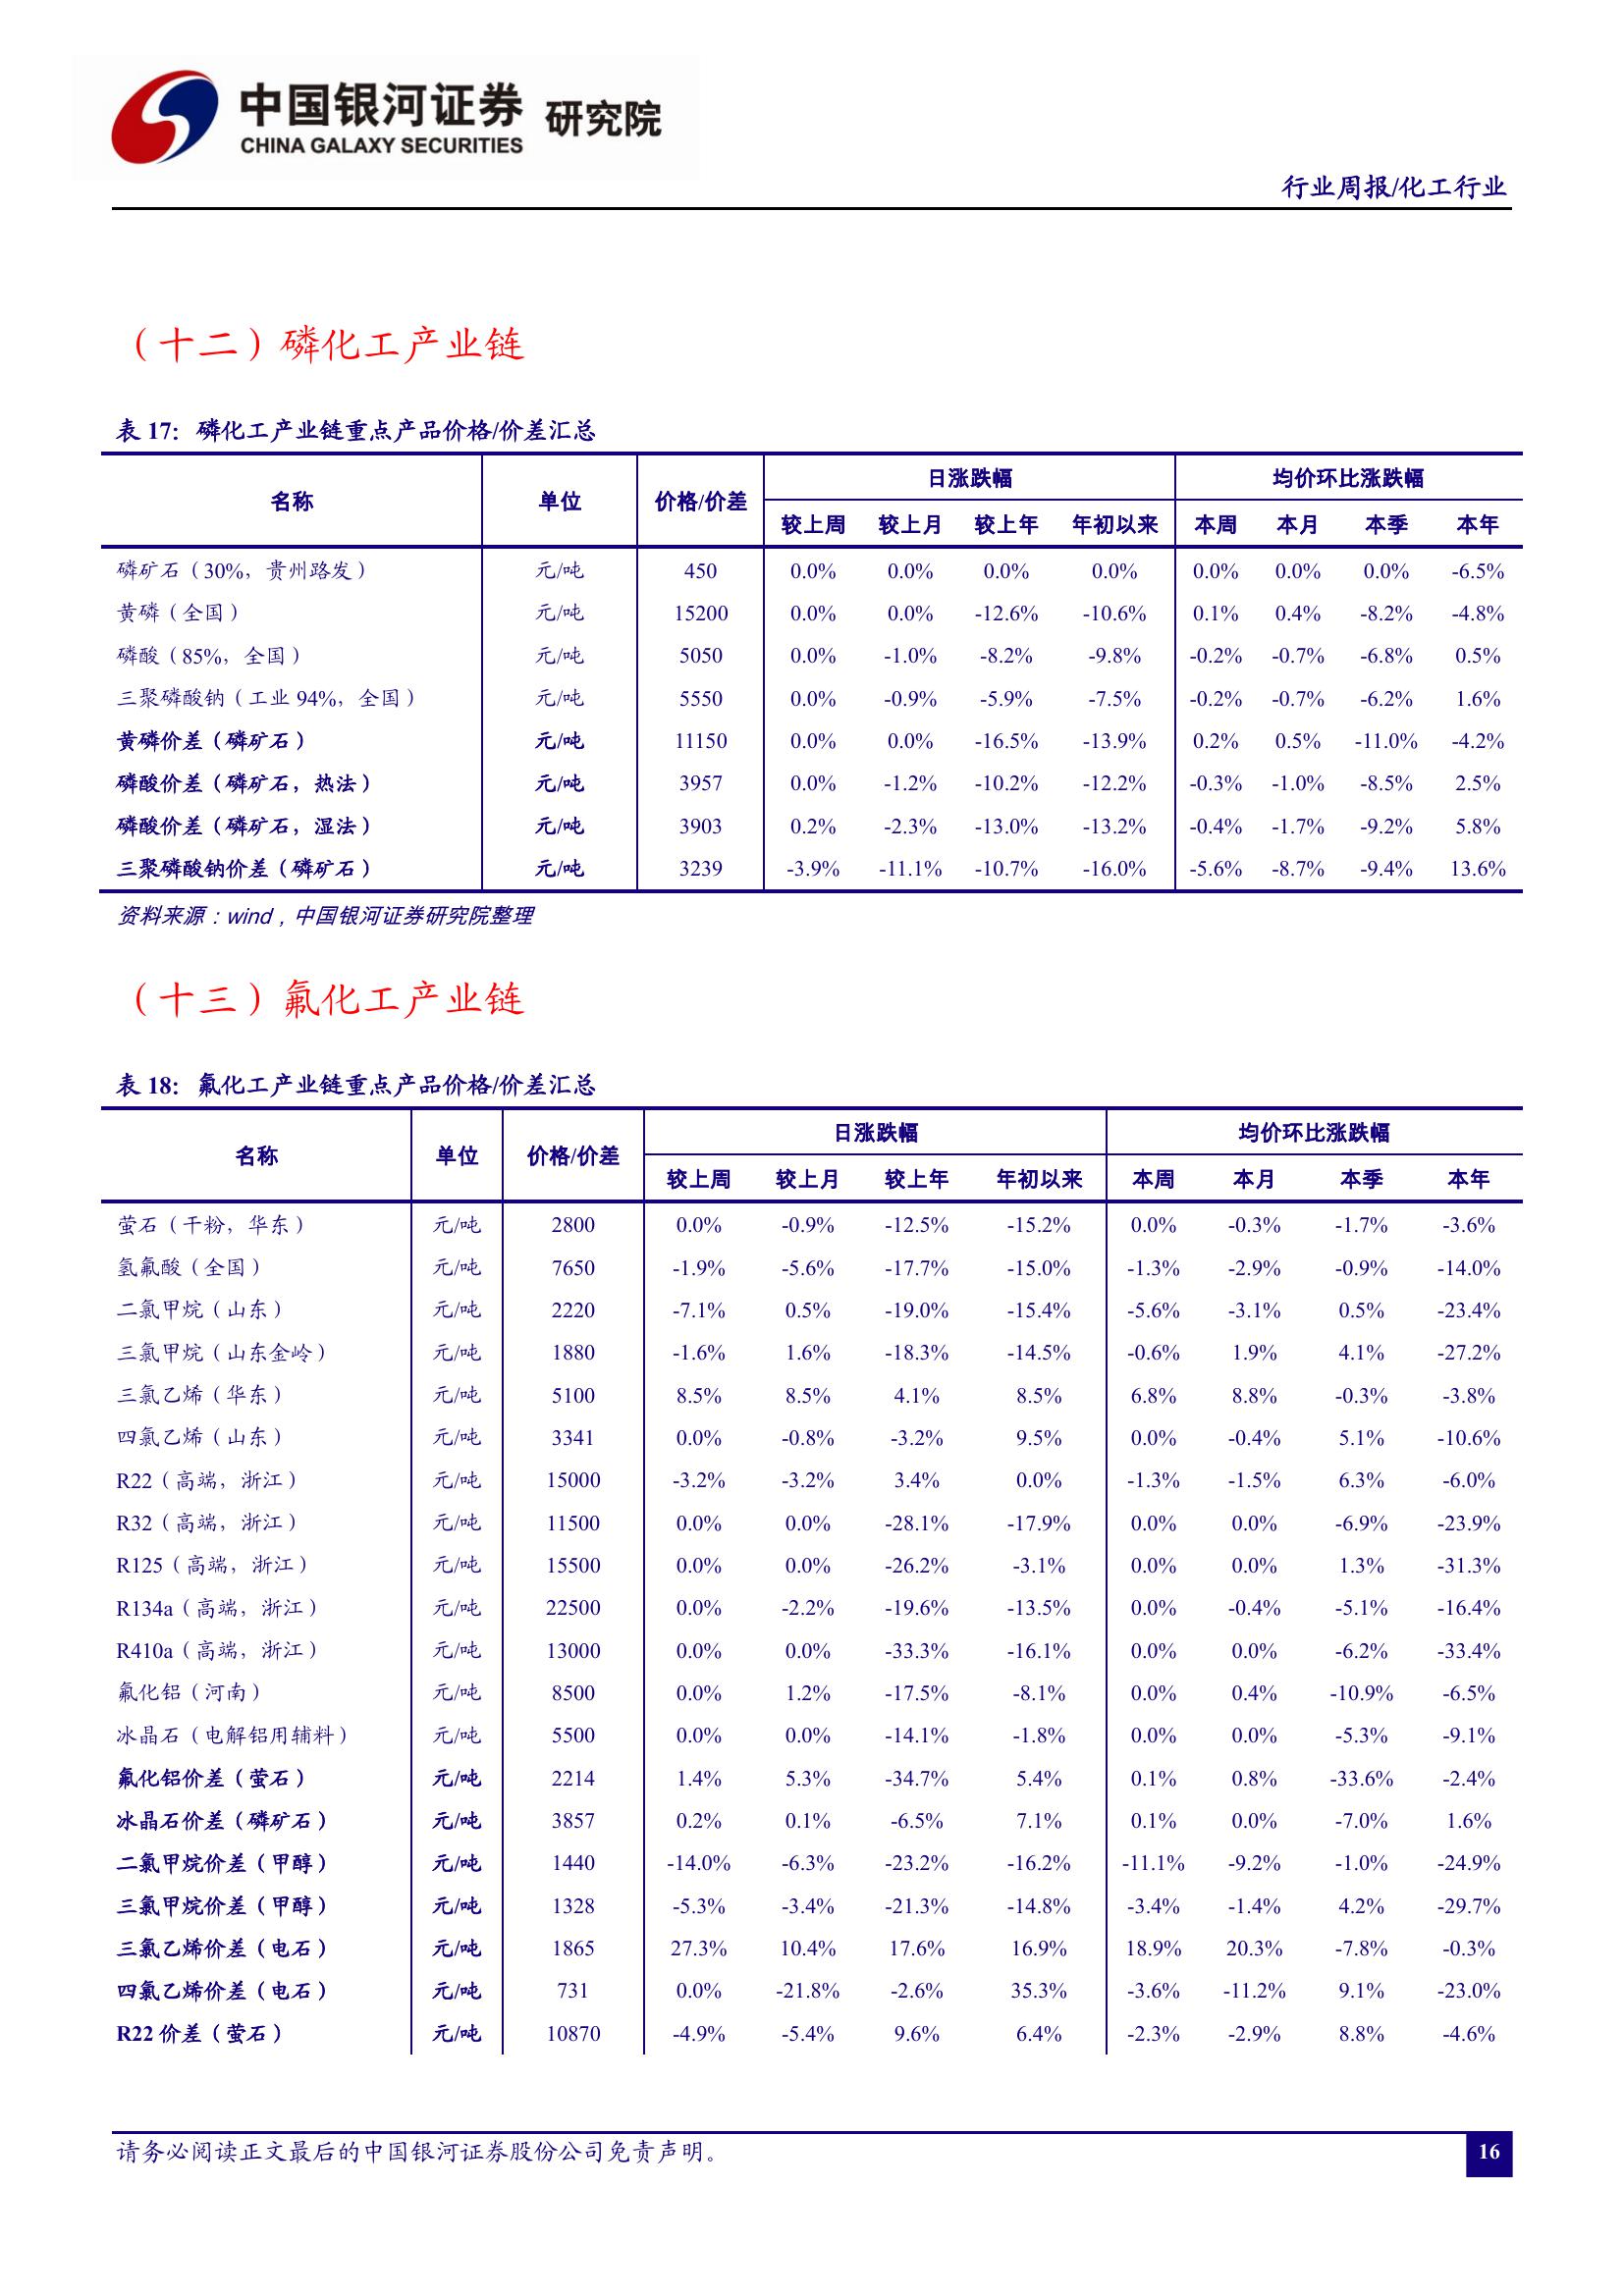 中国银河证券 研究院
CHINA GALAXY SECURITIES
行业周报/化工行业
（十二）磷化工产业链
表 17：磷化工产业链重点产品价格/价差汇总
名称 单位 价格/价差 日涨跌幅 均价环比涨跌幅
较上周 较上月 较上年 年初以来 本周 本月 本季 本年
磷矿石（30%，贵州路发） 元/吨 450 0.0% 0.0% 0.0% 0.0% 0.0% 0.0% 0.0% -6.5%
黄磷（全国） 元/吨 15200 0.0% 0.0% -12.6% -10.6% 0.1% 0.4% -8.2% -4.8%
磷酸（85%，全国） 元/吨 5050 0.0% -1.0% -8.2% -9.8% -0.2% -0.7% -6.8% 0.5%
三聚磷酸钠（工业 94%，全国） 元/吨 5550 0.0% -0.9% -5.9% -7.5% -0.2% -0.7% -6.2% 1.6%
黄磷价差（磷矿石） 元/吨 11150 0.0% 0.0% -16.5% -13.9% 0.2% 0.5% -11.0% -4.2%
磷酸价差（磷矿石，热法） 元/吨 3957 0.0% -1.2% -10.2% -12.2% -0.3% -1.0% -8.5% 2.5%
磷酸价差（磷矿石，湿法） 元/吨 3903 0.2% -2.3% -13.0% -13.2% -0.4% -1.7% -9.2% 5.8%
三聚磷酸钠价差（磷矿石） 元/吨 3239 -3.9% -11.1% -10.7% -16.0% -5.6% -8.7% -9.4% 13.6%
资料来源：wind，中国银河证券研究院整理
（十三）氟化工产业链
表 18：氟化工产业链重点产品价格/价差汇总
名称 单位 价格/价差 日涨跌幅 均价环比涨跌幅
较上周 较上月 较上年 年初以来 本周 本月 本季 本年
萤石（干粉，华东） 元/吨 2800 0.0% -0.9% -12.5% -15.2% 0.0% -0.3% -1.7% -3.6%
氢氟酸（全国） 元/吨 7650 -1.9% -5.6% -17.7% -15.0% -1.3% -2.9% -0.9% -14.0%
二氯甲烷（山东） 元/吨 2220 -7.1% 0.5% -19.0% -15.4% -5.6% -3.1% 0.5% -23.4%
三氯甲烷（山东金岭） 元/吨 1880 -1.6% 1.6% -18.3% -14.5% -0.6% 1.9% 4.1% -27.2%
三氯乙烯（华东） 元/吨 5100 8.5% 8.5% 4.1% 8.5% 6.8% 8.8% -0.3% -3.8%
四氯乙烯（山东） 元/吨 3341 0.0% -0.8% -3.2% 9.5% 0.0% -0.4% 5.1% -10.6%
R22（高端，浙江） 元/吨 15000 -3.2% -3.2% 3.4% 0.0% -1.3% -1.5% 6.3% -6.0%
R32（高端，浙江） 元/吨 11500 0.0% 0.0% -28.1% -17.9% 0.0% 0.0% -6.9% -23.9%
R125（高端，浙江） 元/吨 15500 0.0% 0.0% -26.2% -3.1% 0.0% 0.0% 1.3% -31.3%
R134a（高端，浙江） 元/吨 22500 0.0% -2.2% -19.6% -13.5% 0.0% -0.4% -5.1% -16.4%
R410a（高端，浙江） 元/吨 13000 0.0% 0.0% -33.3% -16.1% 0.0% 0.0% -6.2% -33.4%
氟化铝（河南） 元/吨 8500 0.0% 1.2% -17.5% -8.1% 0.0% 0.4% -10.9% -6.5%
冰晶石（电解铝用辅料） 元/吨 5500 0.0% 0.0% -14.1% -1.8% 0.0% 0.0% -5.3% -9.1%
氟化铝价差（萤石） 元/吨 2214 1.4% 5.3% -34.7% 5.4% 0.1% 0.8% -33.6% -2.4%
冰晶石价差（磷矿石） 元/吨 3857 0.2% 0.1% -6.5% 7.1% 0.1% 0.0% -7.0% 1.6%
二氯甲烷价差（甲醇） 元/吨 1440 -14.0% -6.3% -23.2% -16.2% -11.1% -9.2% -1.0% -24.9%
三氯甲烷价差（甲醇） 元/吨 1328 -5.3% -3.4% -21.3% -14.8% -3.4% -1.4% 4.2% -29.7%
三氯乙烯价差（电石） 元/吨 1865 27.3% 10.4% 17.6% 16.9% 18.9% 20.3% -7.8% -0.3%
四氯乙烯价差（电石） 元/吨 731 0.0% -21.8% -2.6% 35.3% -3.6% -11.2% 9.1% -23.0%
R22 价差（萤石） 元/吨 10870 -4.9% -5.4% 9.6% 6.4% -2.3% -2.9% 8.8% -4.6%
请务必阅读正文最后的中国银河证券股份公司免责声明。
16